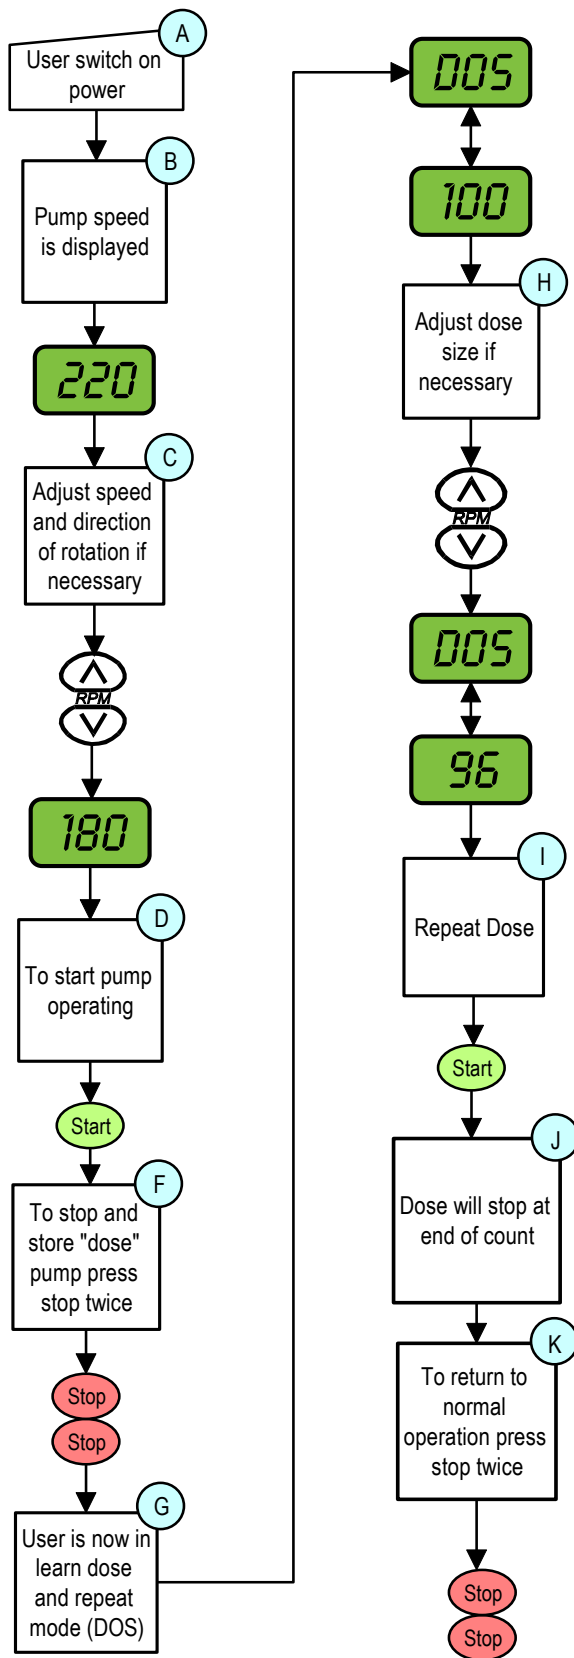 A
User switch on
power
B
Pump speed
is displayed
220
C
Adjust speed
and direction
of rotation if
necessary
RPM
180
D
To start pump
operating
Start
F
To stop and
store "dose"
pump press
stop twice
Stop
Stop
G
User is now in
learn dose
and repeat
mode (DOS)
DOS
100
H
Adjust dose
size if
necessary
RPM
DOS
96
I
Repeat Dose
Start
J
Dose will stop at
end of count
K
To return to
normal
operation press
stop twice
Stop
Stop